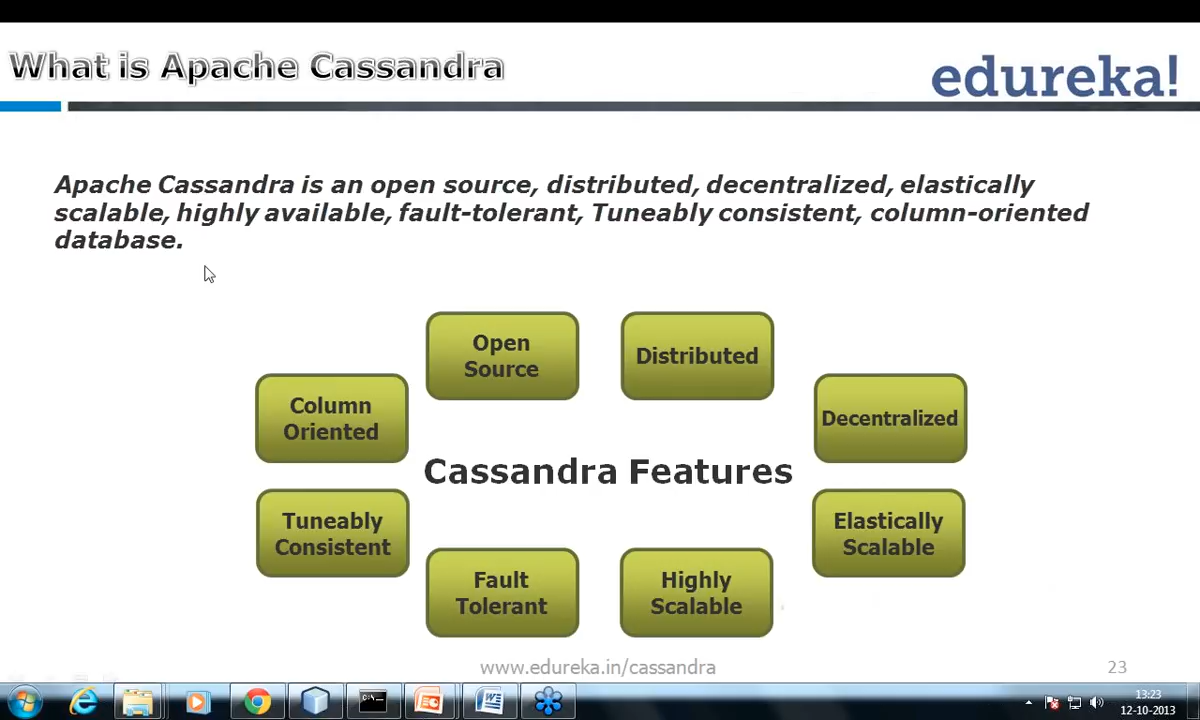 What is Apache Cassandra
edureka!
Apache Cassandra is an open source, distributed, decentralized, elastically
scalable, highly available, fault-tolerant, Tuneably consistent, column-oriented
database.
Open
Source
Distributed
Column
Oriented
Decentralized
Cassandra Features
Tuneably
Consistent
Elastically
Scalable
Fault
Tolerant
Highly
Scalable
www.edureka.in/cassandra
23
13:23
12-10-2013